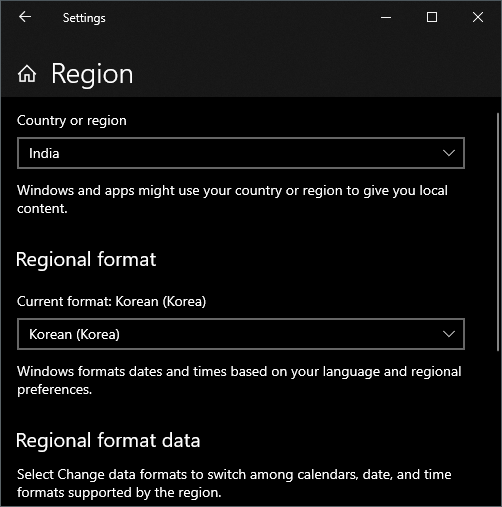 Settings
Region
Country or region
India
Windows and apps might use your country or region to give you local
content.
Regional format
Current format: Korean (Korea)
Korean (Korea)
Windows formats dates and times based on your language and regional
preferences.
Regional format data
Select Change data formats to switch among calendars, date, and time
formats supported by the region.